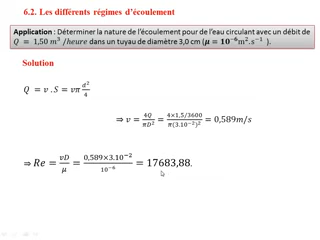 6.2. Les différents régimes d'écoulement
Application : Déterminer la nature de l'écoulement pour de l'eau circulant avec un débit de
Q = 1,50 m³ /heure dans un tuyau de diamètre 3,0 cm (μ = 10⁻⁶m².s⁻¹ ).
Solution
Q = v . S = vπ d²/4
⇒ v = 4Q/πD² = 4×1,5/3600 / π(3.10⁻²)² = 0,589m/s
⇒ Re = vD/μ = 0,589×3.10⁻²/10⁻⁶ = 17683,88.